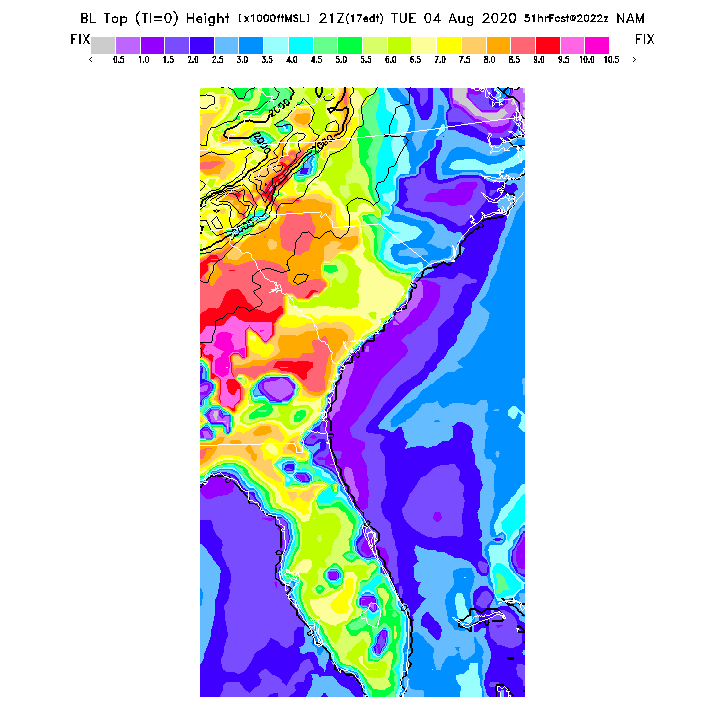 BL Top (TI=0) Height [x1000ftMSL] 21Z(17edt) TUE 04 Aug 2020 51hrFcst@2022z NAM
FIX FIX
< 0.5 1.0 1.5 2.0 2.5 3.0 3.5 4.0 4.5 5.0 5.5 6.0 6.5 7.0 7.5 8.0 8.5 9.0 9.5 10.0 10.5 >
2000